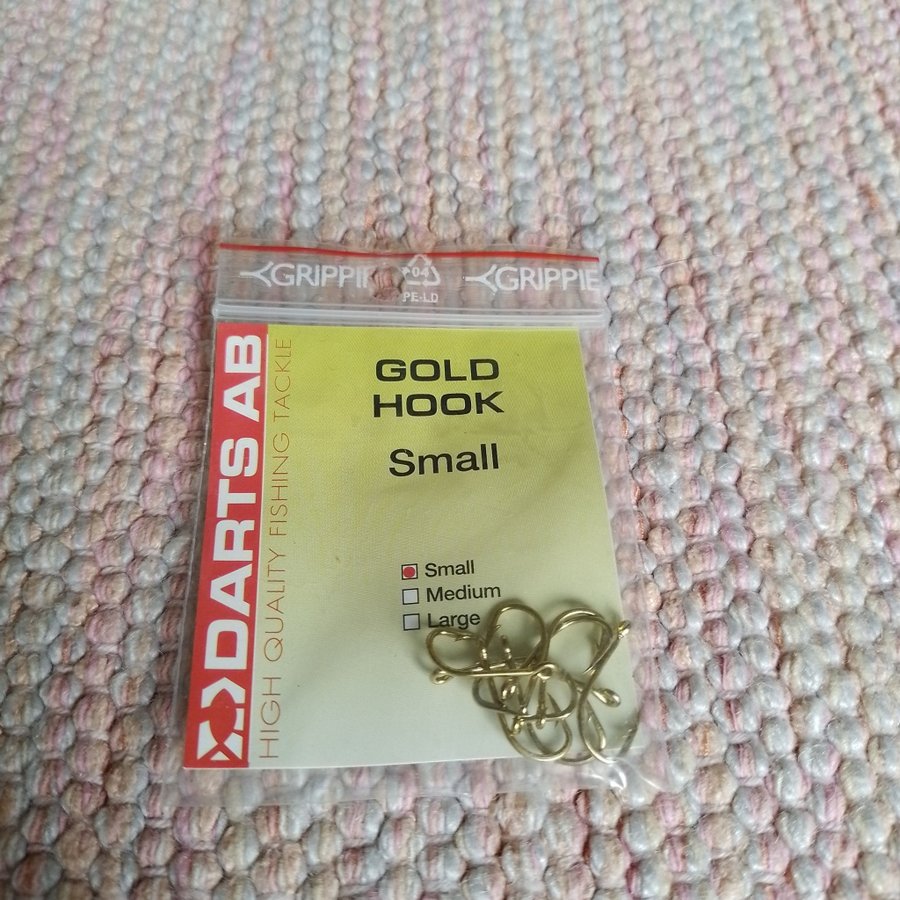 GRIPPIE 04 GRIPPIE
PE-LD
DARTS AB
HIGH QUALITY FISHING TACKLE
GOLD
HOOK
Small
Small
Medium
Large